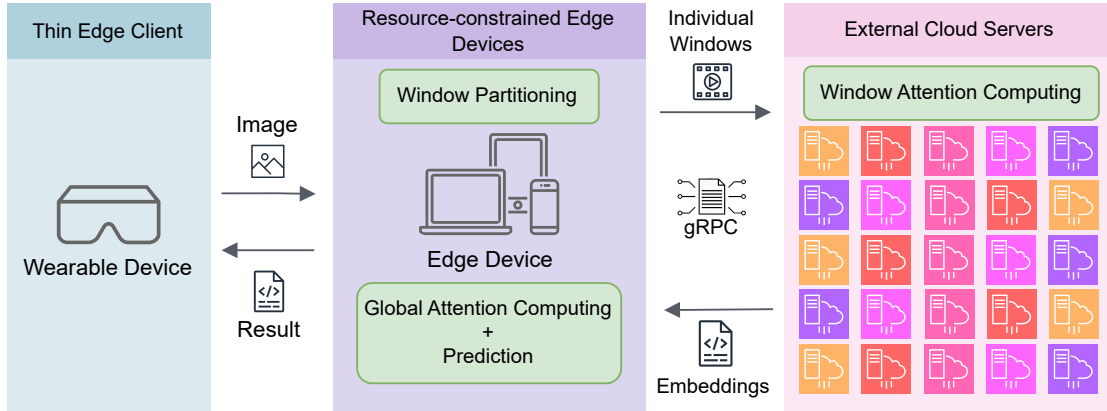 Thin Edge Client
Wearable Device
Image
Result
Resource-constrained Edge
Devices
Window Partitioning
Edge Device
Global Attention Computing
+
Prediction
Individual
Windows
gRPC
Embeddings
External Cloud Servers
Window Attention Computing